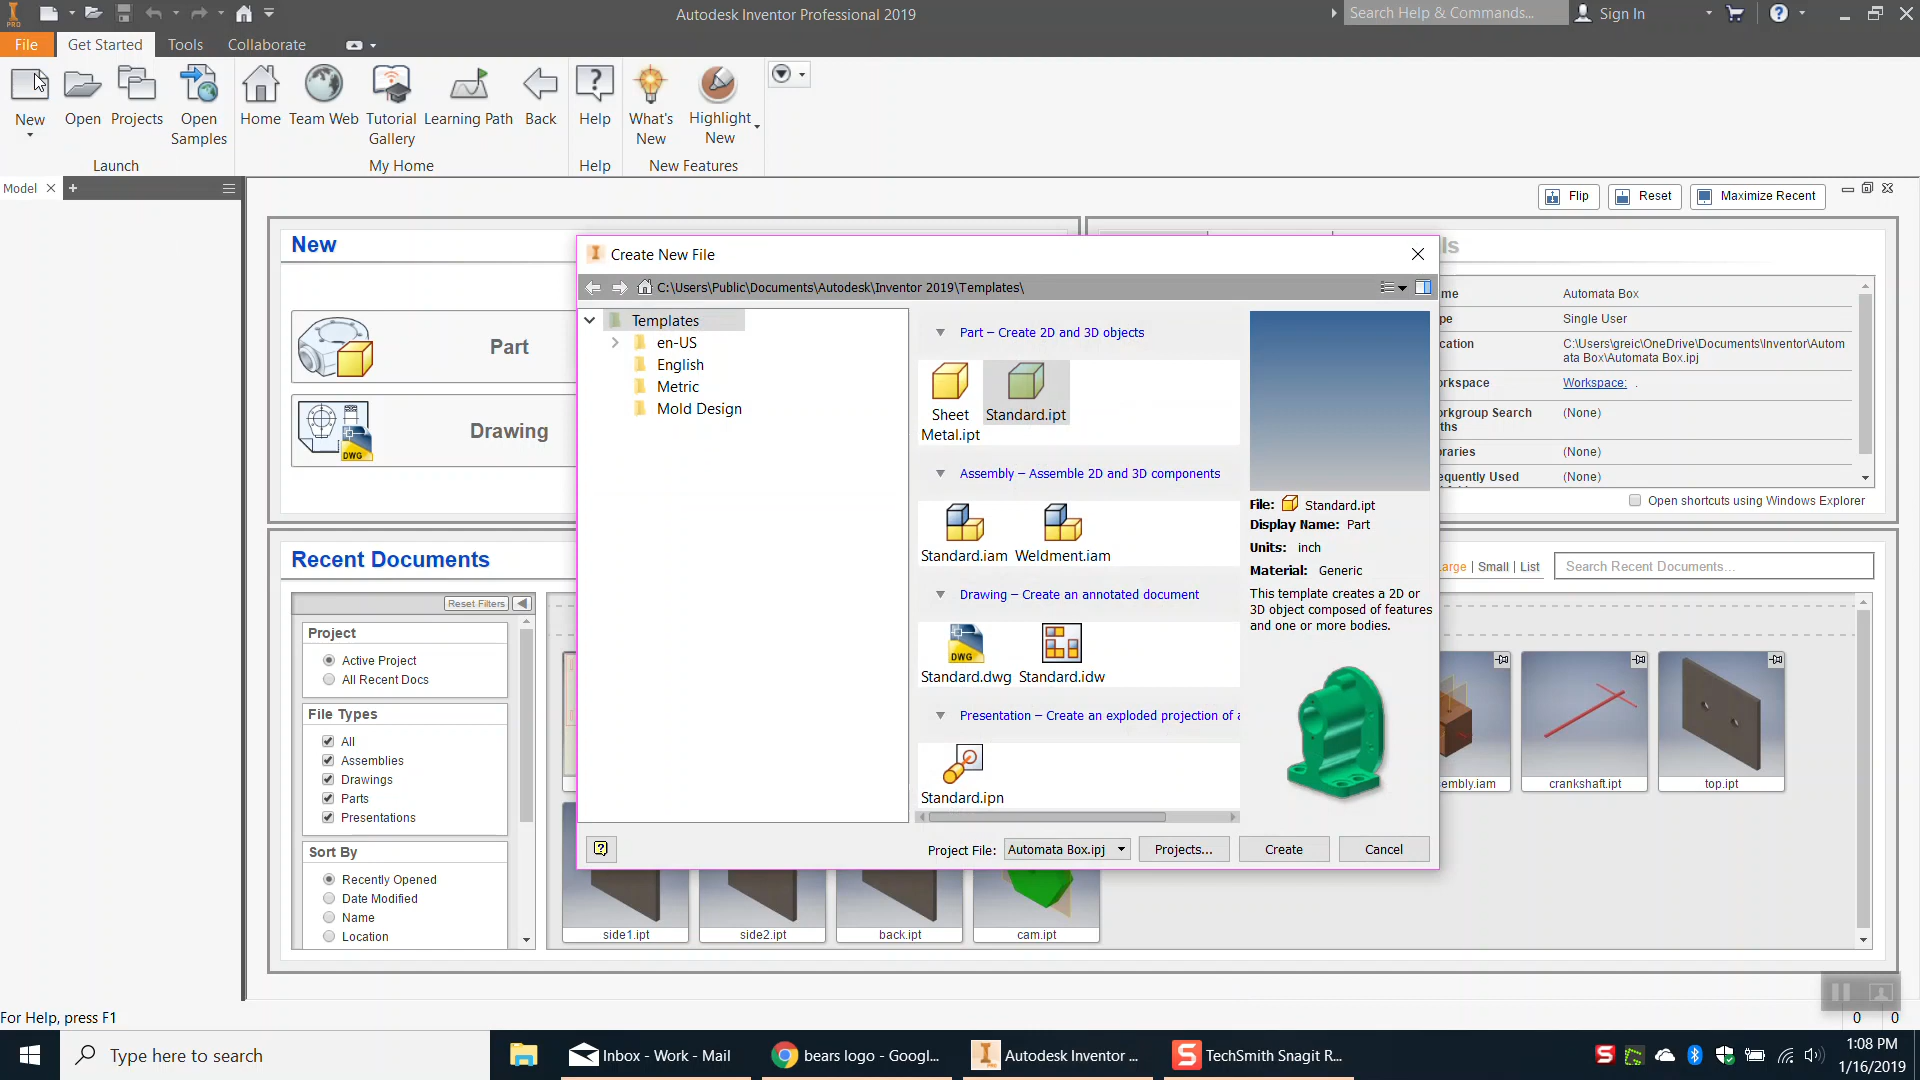 Autodesk Inventor Professional 2019
Search Help & Commands...
Sign In
File
Get Started
Tools
Collaborate
New
Open
Projects
Open Samples
Home
Team Web
Tutorial Gallery
Learning Path
Back
Help
What's New
Highlight New
Launch
My Home
Help
New Features
Model
Flip
Reset
Maximize Recent
New
Part
Drawing
DWG
Create New File
C:\Users\Public\Documents\Autodesk\Inventor 2019\Templates\
Templates
en-US
English
Metric
Mold Design
Part – Create 2D and 3D objects
Sheet Metal.ipt
Standard.ipt
Assembly – Assemble 2D and 3D components
Standard.iam
Weldment.iam
Drawing – Create an annotated document
DWG
Standard.dwg
Standard.idw
Presentation – Create an exploded projection of a
Standard.ipn
File: Standard.ipt
Display Name: Part
Units: inch
Material: Generic
This template creates a 2D or
3D object composed of features
and one or more bodies.
Project File:
Automata Box.ipj
Projects...
Create
Cancel
Automata Box
Single User
C:\Users\greic\OneDrive\Documents\Inventor\Autom
ata Box\Automata Box.ipj
Workspace: .
(None)
(None)
(None)
Open shortcuts using Windows Explorer
Recent Documents
Small | List
Search Recent Documents...
Reset Filters
Project
Active Project
All Recent Docs
File Types
All
Assemblies
Drawings
Parts
Presentations
Sort By
Recently Opened
Date Modified
Name
Location
embly.iam
crankshaft.ipt
top.ipt
side1.ipt
side2.ipt
back.ipt
cam.ipt
For Help, press F1
0 0
Type here to search
Inbox - Work - Mail
bears logo - Googl...
Autodesk Inventor ...
TechSmith Snagit R...
1:08 PM
1/16/2019